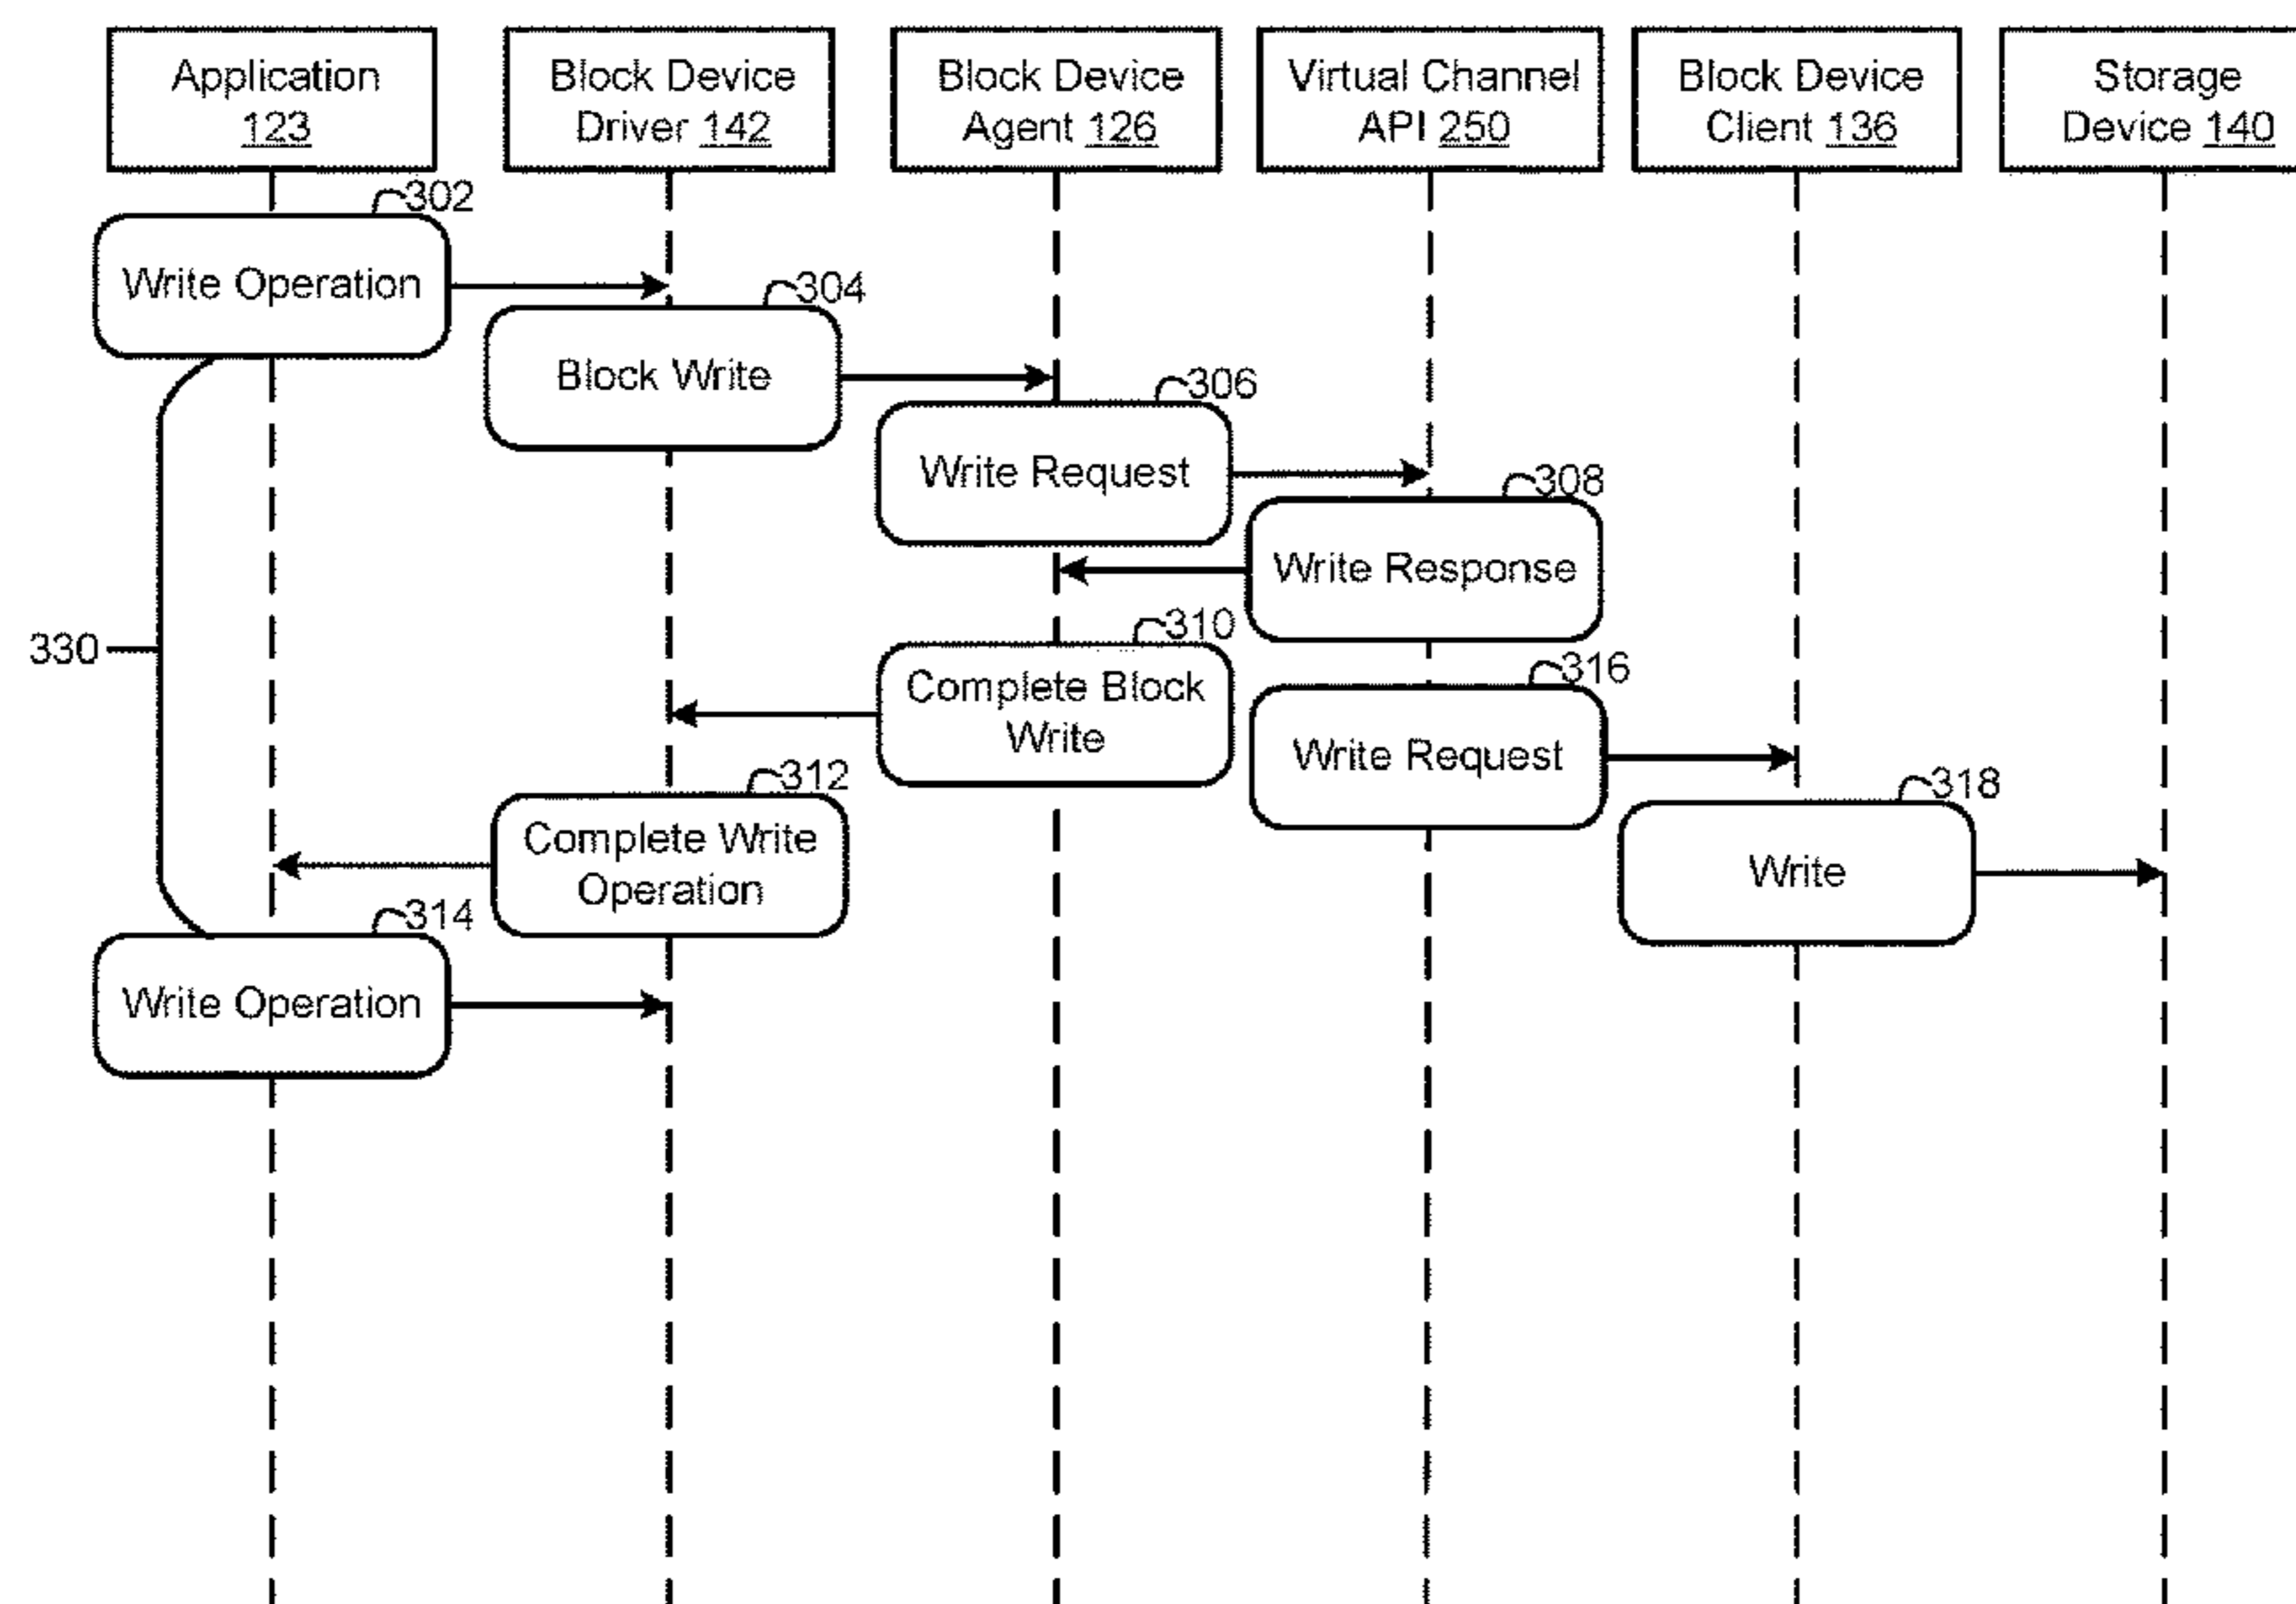 Application
123
Block Device
Driver 142
Block Device
Agent 126
Virtual Channel
API 250
Block Device
Client 136
Storage
Device 140
302
Write Operation
304
Block Write
306
Write Request
308
Write Response
310
Complete Block
Write
316
Write Request
330
312
Complete Write
Operation
318
Write
314
Write Operation